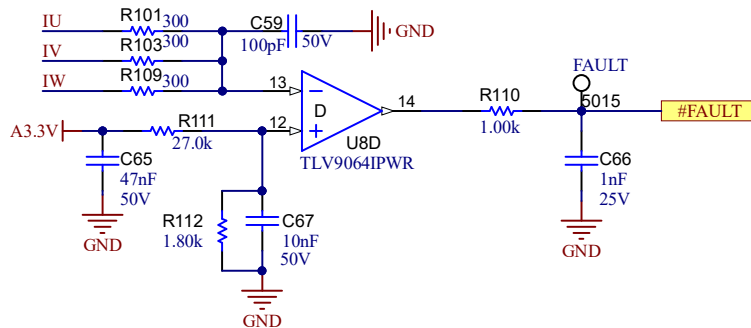 IU
R101
300
IV
R103
300
IW
R109
300
C59
100pF
50V
GND
13
12
14
D
U8D
TLV9064IPWR
A3.3V
R111
27.0k
C65
47nF
50V
GND
R112
1.80k
C67
10nF
50V
GND
R110
1.00k
FAULT
5015
#FAULT
C66
1nF
25V
GND